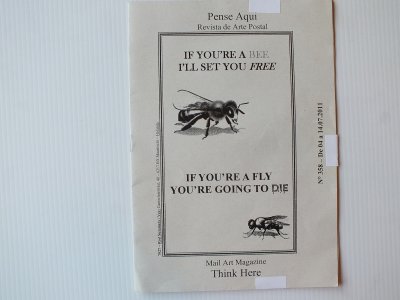 Pense Aqui
Revista de Arte Postal
IF YOU'RE A BEE
I'LL SET YOU FREE
IF YOU'RE A FLY
YOU'RE GOING TO DIE
Nº 358 - De 04 a 14.07.2011
Mail Art Magazine
Think Here